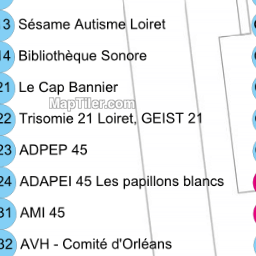 13 Sésame Autisme Loiret
14 Bibliothèque Sonore
21 Le Cap Bannier
MapTiler.com
22 Trisomie 21 Loiret, GEIST 21
23 ADPEP 45
24 ADAPEI 45 Les papillons blancs
31 AMI 45
32 AVH - Comité d'Orléans